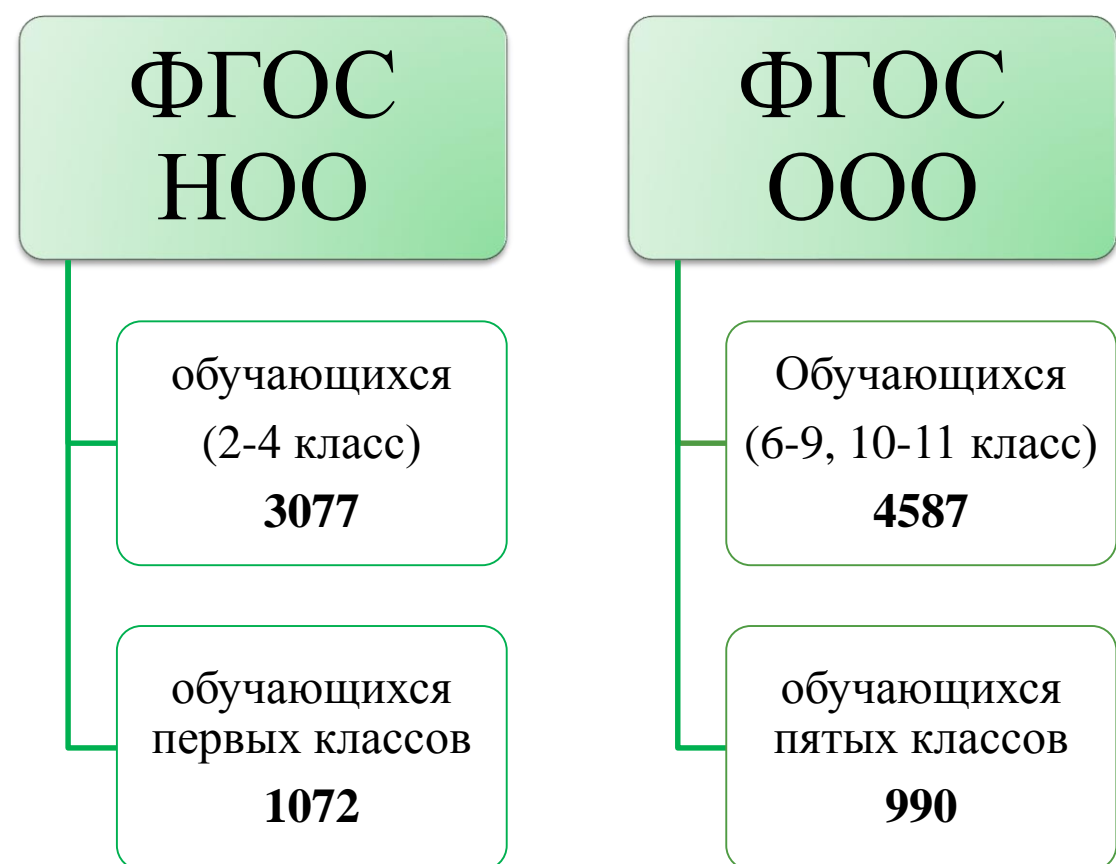 ФГОС
НОО
обучающихся
(2-4 класс)
3077
обучающихся
первых классов
1072
ФГОС
ООО
Обучающихся
(6-9, 10-11 класс)
4587
обучающихся
пятых классов
990